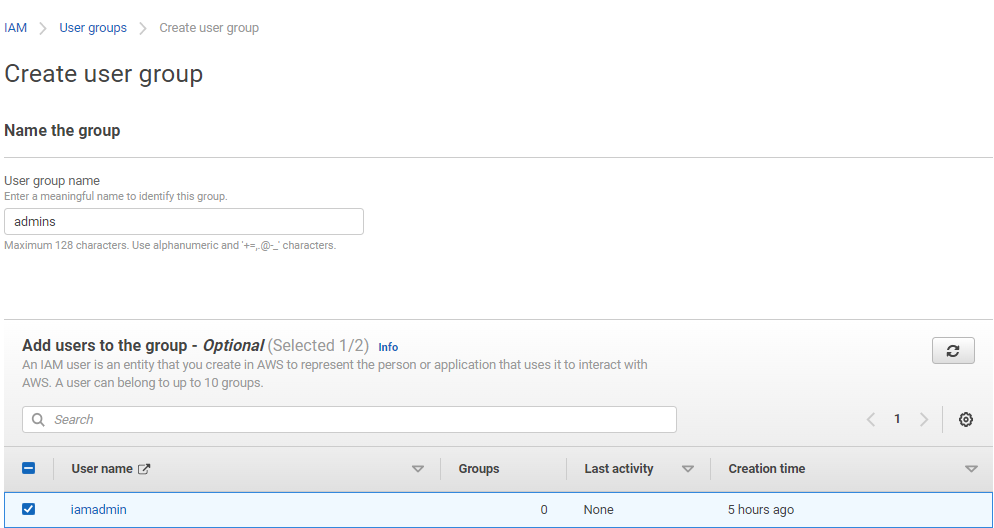 IAM User groups Create user group
Create user group
Name the group
User group name
Enter a meaningful name to identify this group.
admins
Maximum 128 characters. Use alphanumeric and '+=,.@-_' characters.
Add users to the group - Optional (Selected 1/2) Info
An IAM user is an entity that you create in AWS to represent the person or application that uses it to interact with
AWS. A user can belong to up to 10 groups.
Search 1
User name Groups Last activity Creation time
iamadmin 0 None 5 hours ago